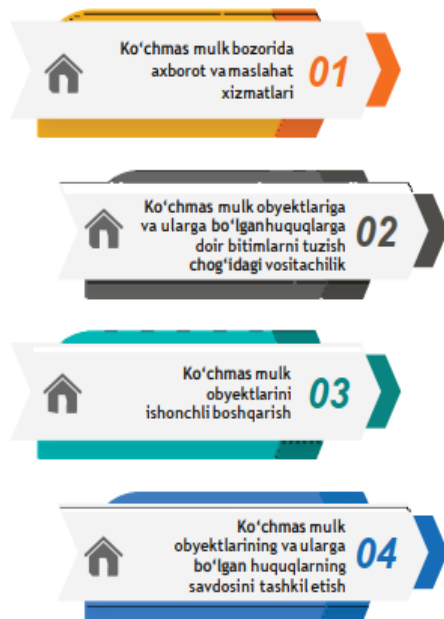 Ko‘chmas mulk bozorida
axborot va maslahat
xizmatlari
01
Ko‘chmas mulk obyektlariga
va ularga bo‘lganhuquqlarga
doir bitimlarni tuzish
chog‘idagi vositachilik
02
Ko‘chmas mulk
obyektlarini
ishonchli boshqarish
03
Ko‘chmas mulk
obyektlarining va ularga
bo‘lgan huquqlarning
savdosini tashkil etish
04